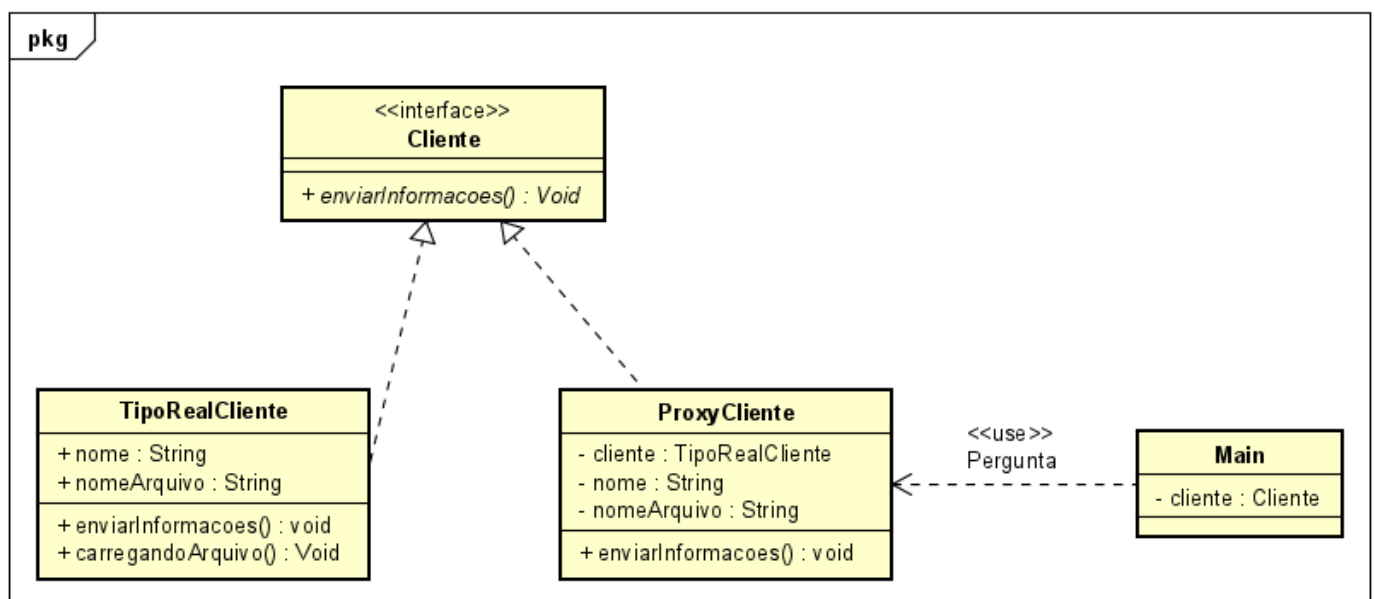 pkg
<<interface>>
Cliente
+ enviarInformacoes() : Void
TipoRealCliente
+ nome : String
+ nomeArquivo : String
+ enviarInformacoes() : void
+ carregandoArquivo() : Void
ProxyCliente
- cliente : TipoRealCliente
- nome : String
- nomeArquivo : String
+ enviarInformacoes() : void
<<use>>
Pergunta
Main
- cliente : Cliente